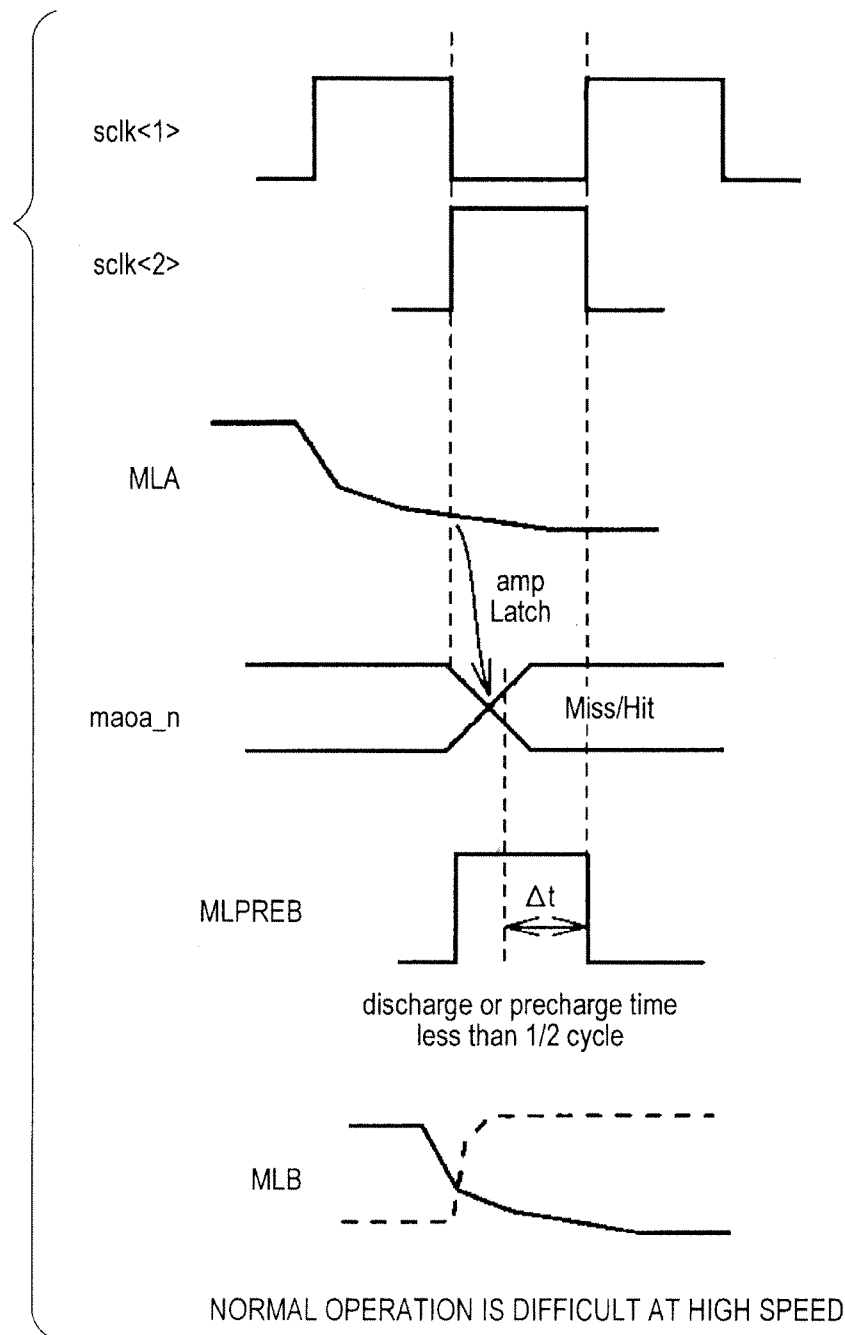 sclk<1>
sclk<2>
MLA
amp
Latch
maoa_n
Miss/Hit
MLPREB
Δt
discharge or precharge time
less than 1/2 cycle
MLB
NORMAL OPERATION IS DIFFICULT AT HIGH SPEED